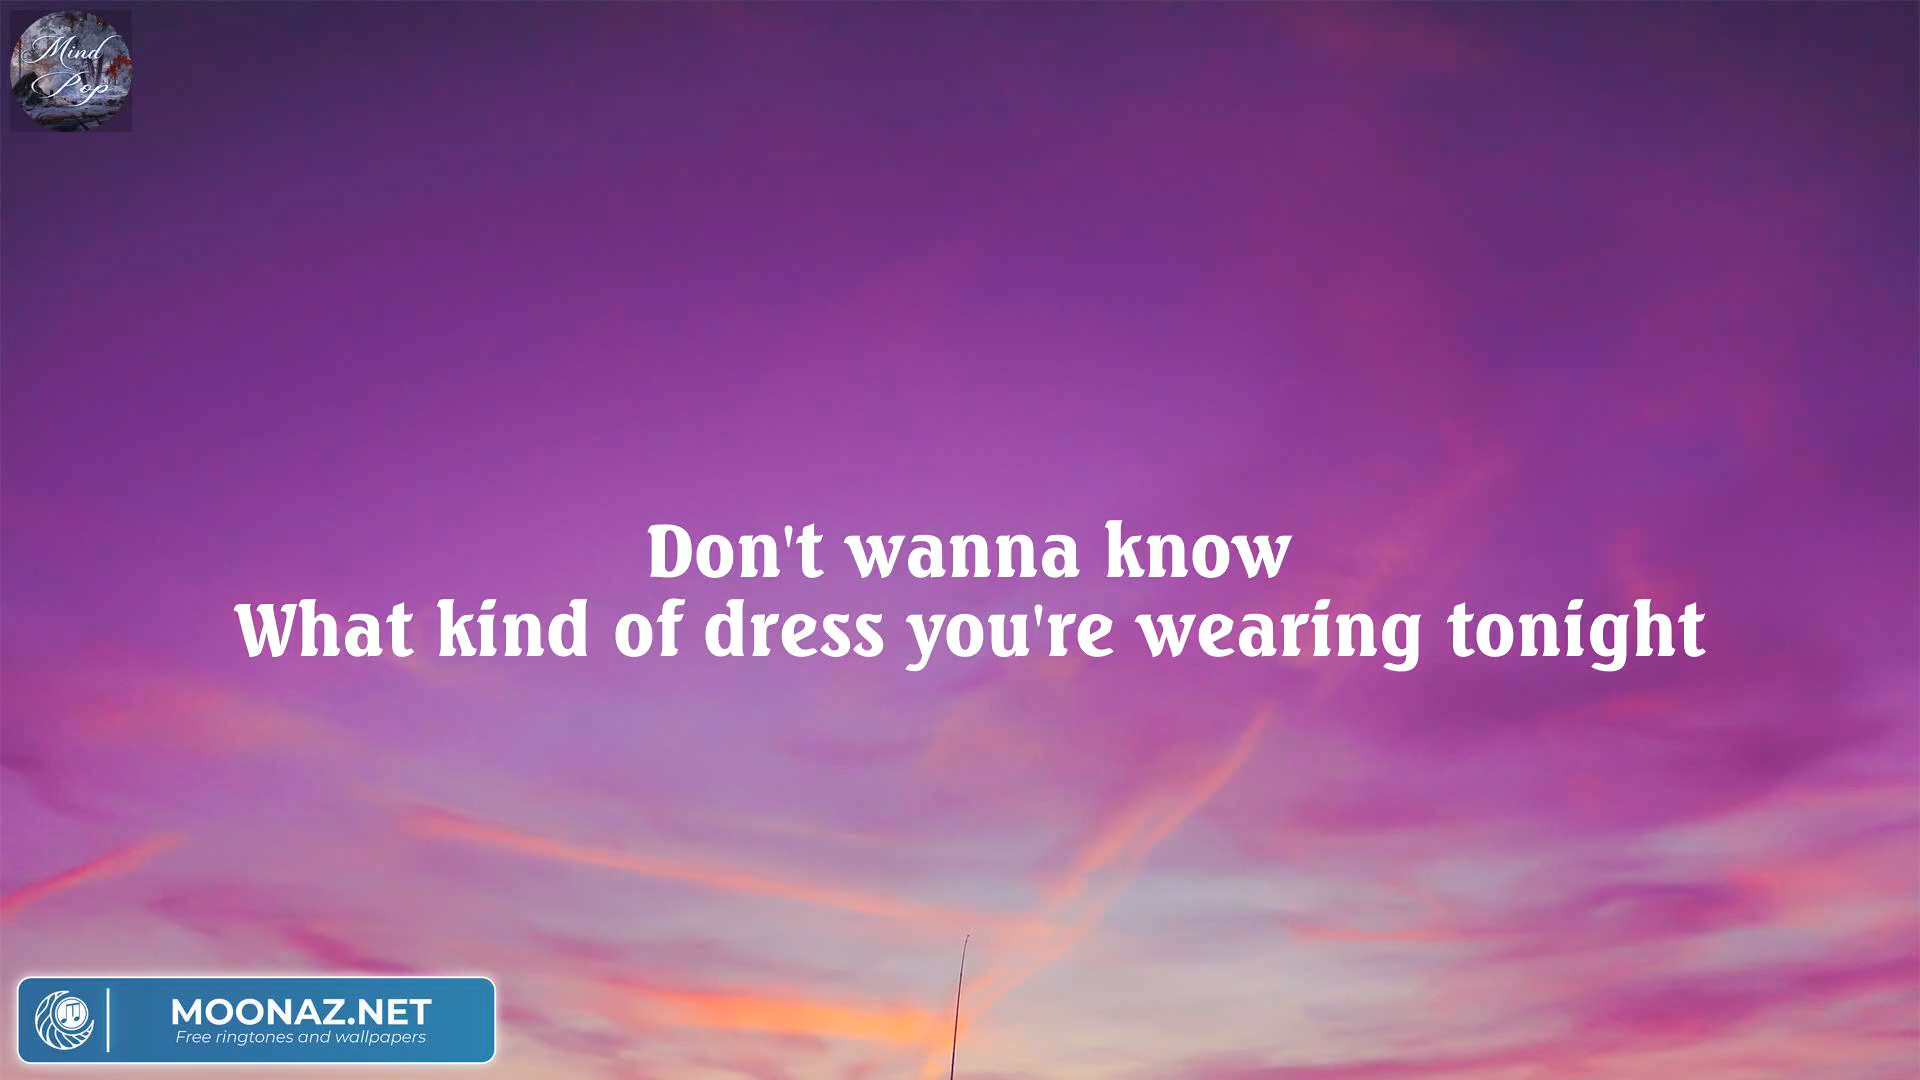 Mind
Pop
Don't wanna know
What kind of dress you're wearing tonight
MOONAZ.NET
Free ringtones and wallpapers